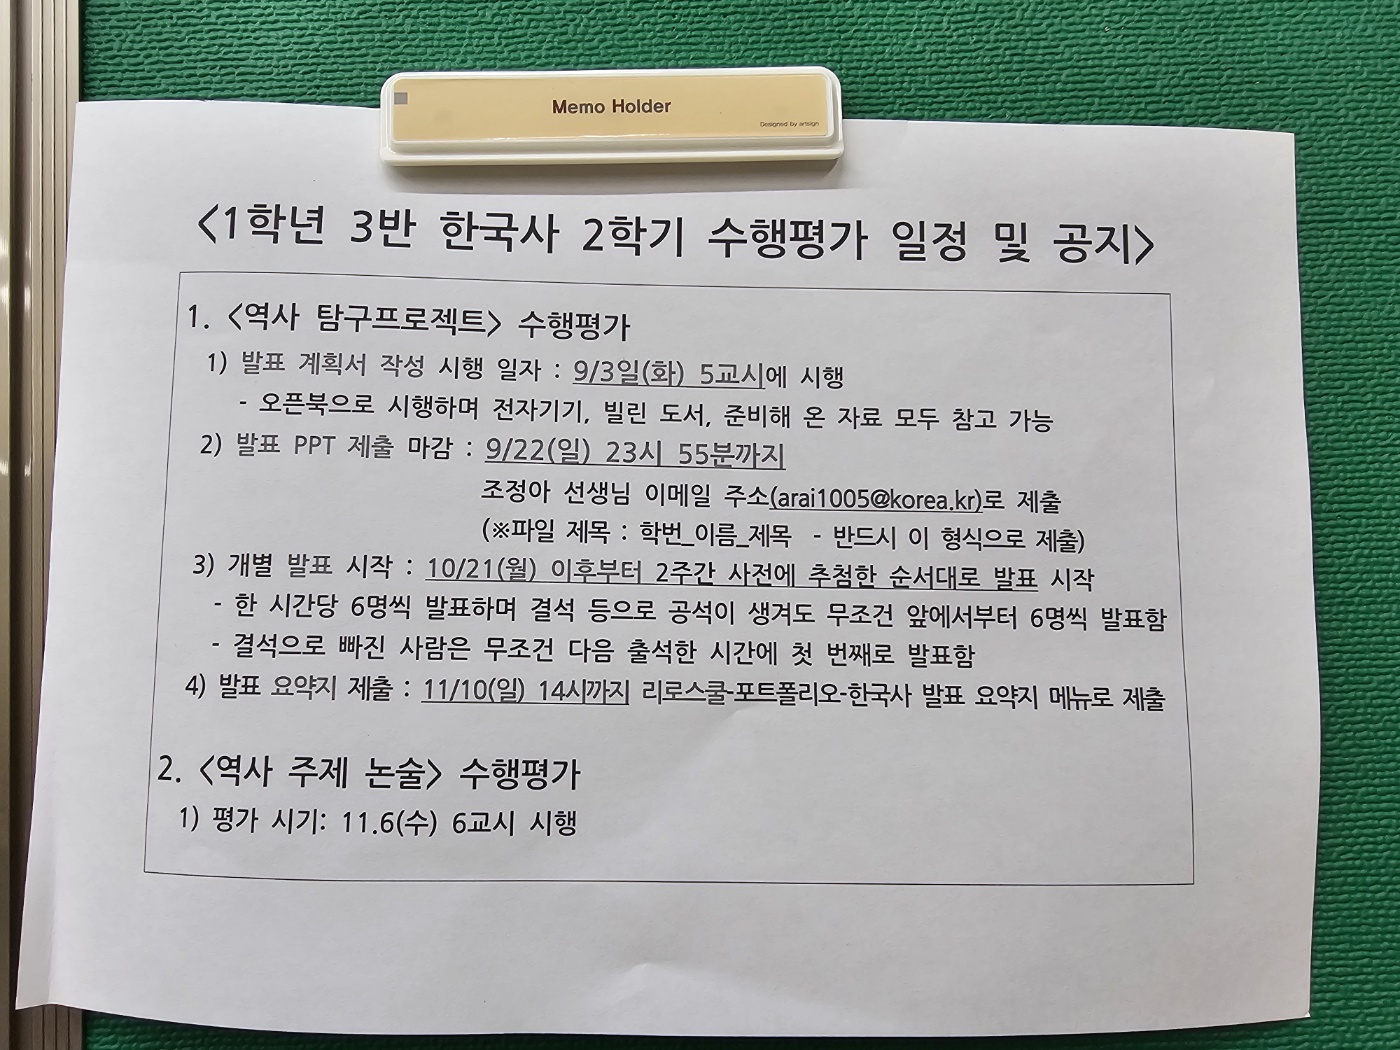 Memo Holder
Designed by artsign
<1학년 3반 한국사 2학기 수행평가 일정 및 공지>
1. <역사 탐구프로젝트> 수행평가
1) 발표 계획서 작성 시행 일자 : 9/3일(화) 5교시에 시행
- 오픈북으로 시행하며 전자기기, 빌린 도서, 준비해 온 자료 모두 참고 가능
2) 발표 PPT 제출 마감 : 9/22(일) 23시 55분까지
조정아 선생님 이메일 주소(arai1005@korea.kr)로 제출
(※파일 제목 : 학번_이름_제목 - 반드시 이 형식으로 제출)
3) 개별 발표 시작 : 10/21(월) 이후부터 2주간 사전에 추첨한 순서대로 발표 시작
- 한 시간당 6명씩 발표하며 결석 등으로 공석이 생겨도 무조건 앞에서부터 6명씩 발표함
- 결석으로 빠진 사람은 무조건 다음 출석한 시간에 첫 번째로 발표함
4) 발표 요약지 제출 : 11/10(일) 14시까지 리로스쿨-포트폴리오-한국사 발표 요약지 메뉴로 제출
2. <역사 주제 논술> 수행평가
1) 평가 시기: 11.6(수) 6교시 시행